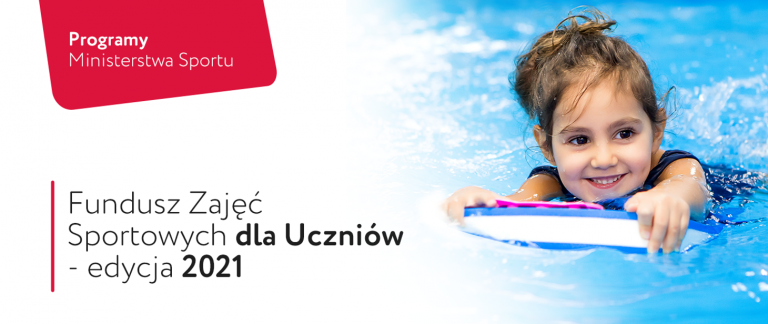 Programy
Ministerstwa Sportu
Fundusz Zajęć
Sportowych dla Uczniów
- edycja 2021